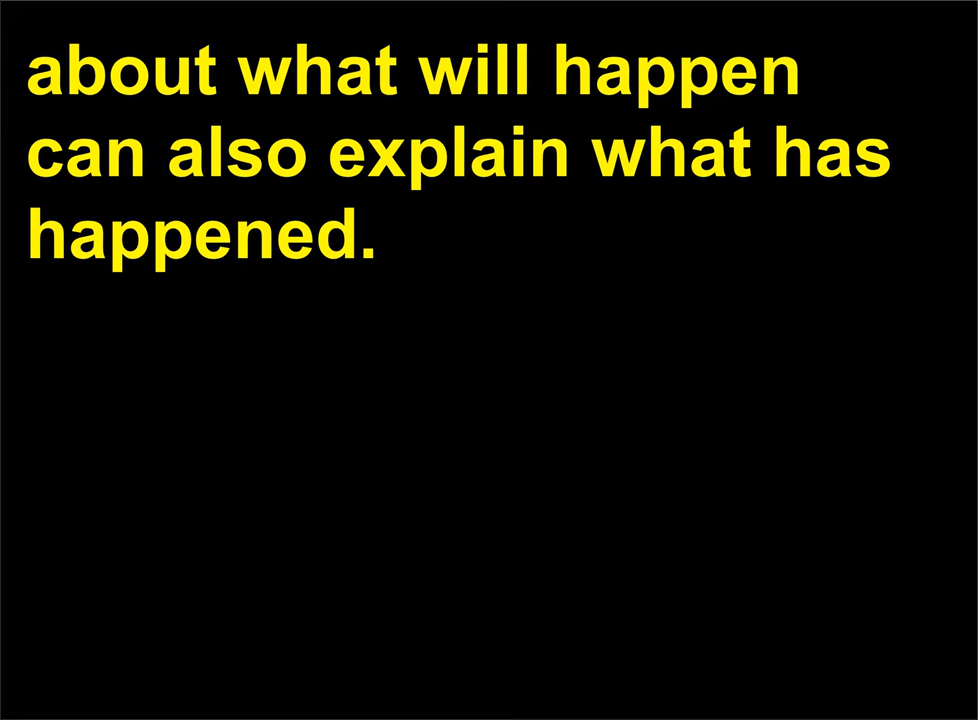 about what will happen
can also explain what has
happened.